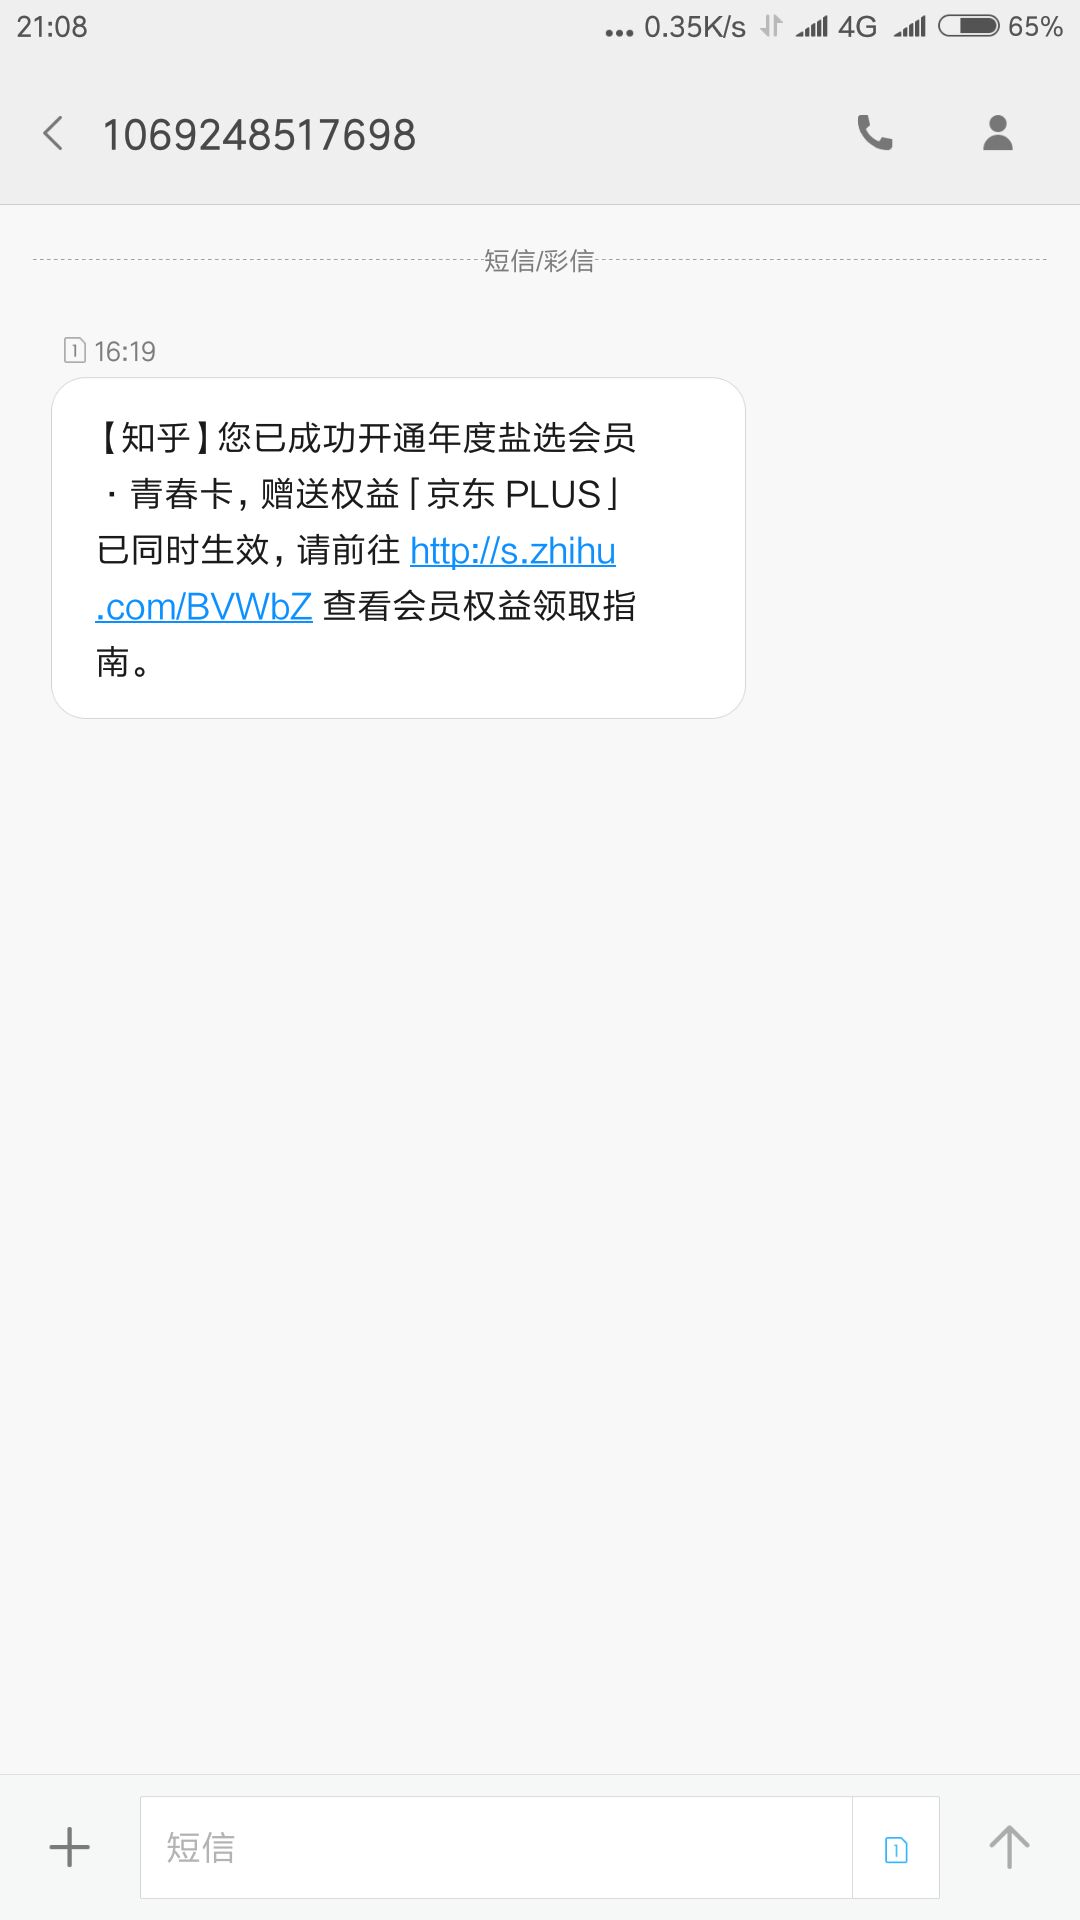 21:08
... 0.35K/s 4G 65%
1069248517698
短信/彩信
1 16:19
【知乎】您已成功开通年度盐选会员
·青春卡，赠送权益「京东 PLUS」
已同时生效，请前往 http://s.zhihu
.com/BVWbZ 查看会员权益领取指
南。
短信
1